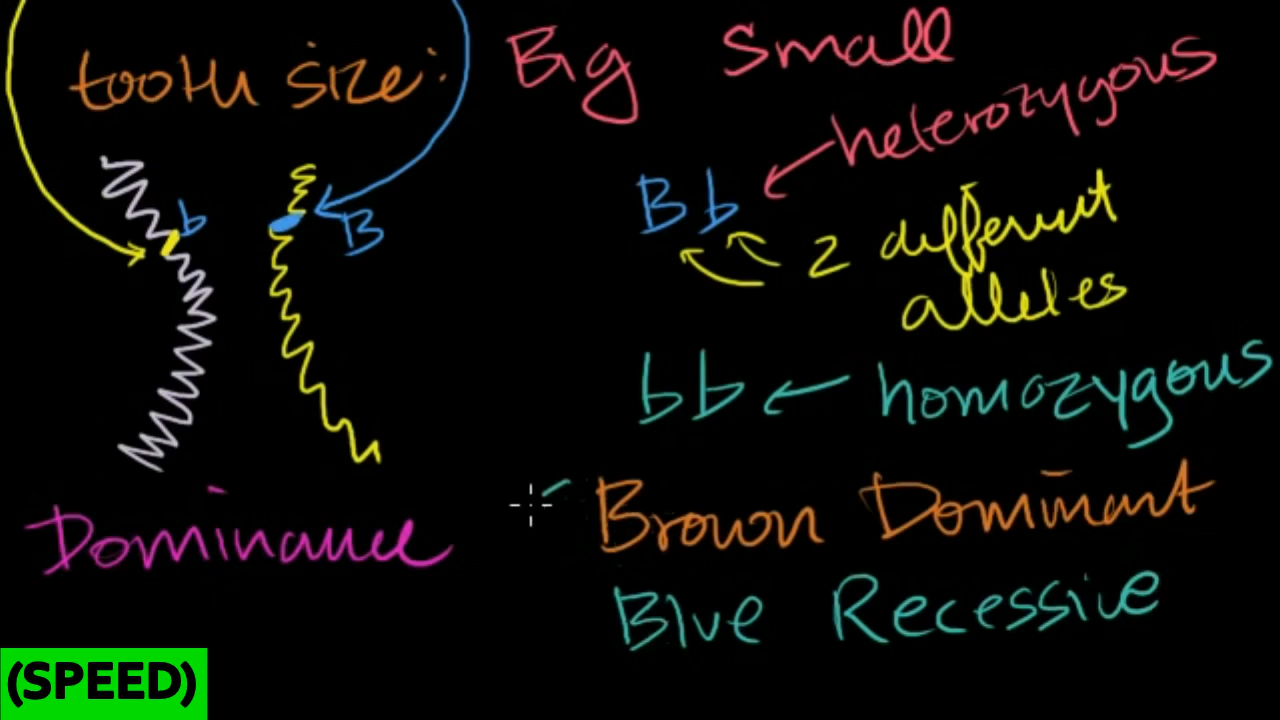 tooth size: Big Small
heterozygous
b B Bb
2 different
alleles
bb homozygous
Brown Dominant
Dominance
Blue Recessive
(SPEED)